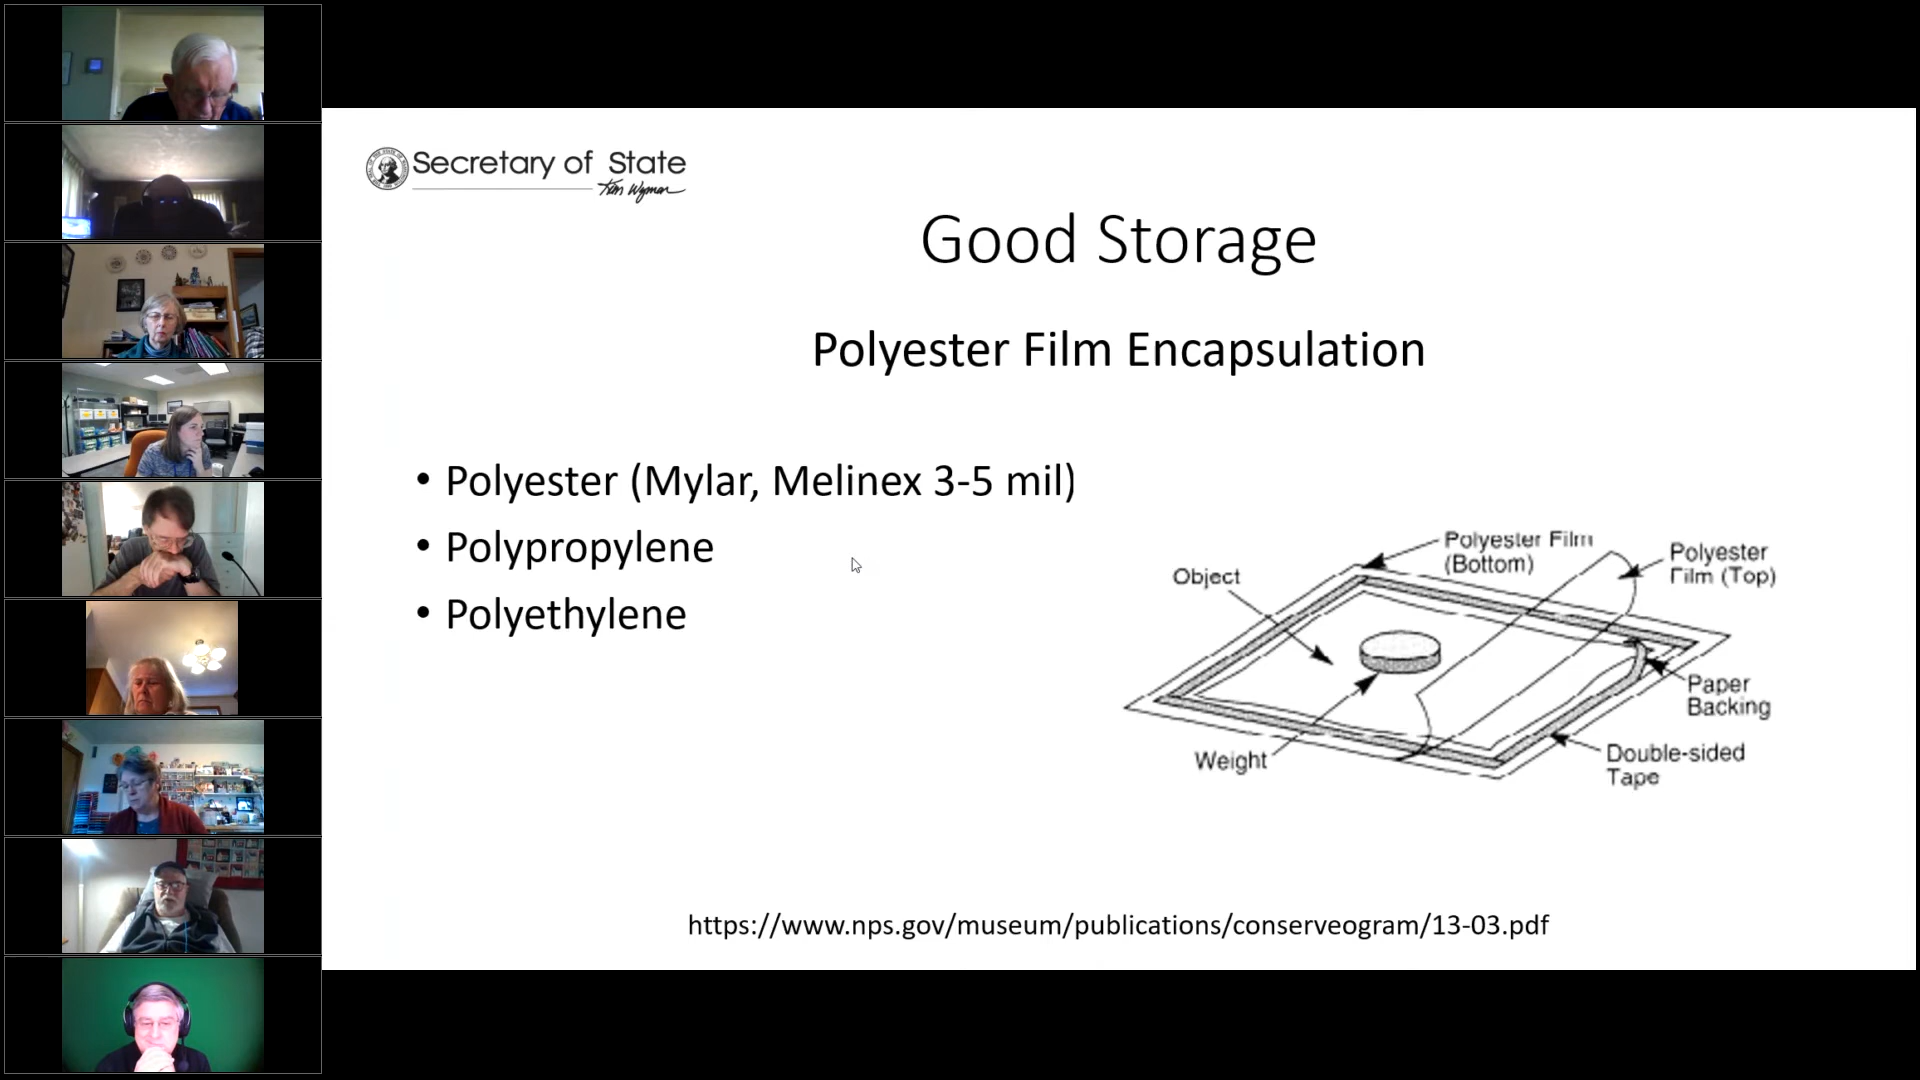 Secretary of State
Kim Wyman
Good Storage
Polyester Film Encapsulation
• Polyester (Mylar, Melinex 3-5 mil)
• Polypropylene
• Polyethylene
Polyester Film
(Bottom)
Polyester
Film (Top)
Object
Paper
Backing
Weight
Double-sided
Tape
https://www.nps.gov/museum/publications/conserveogram/13-03.pdf